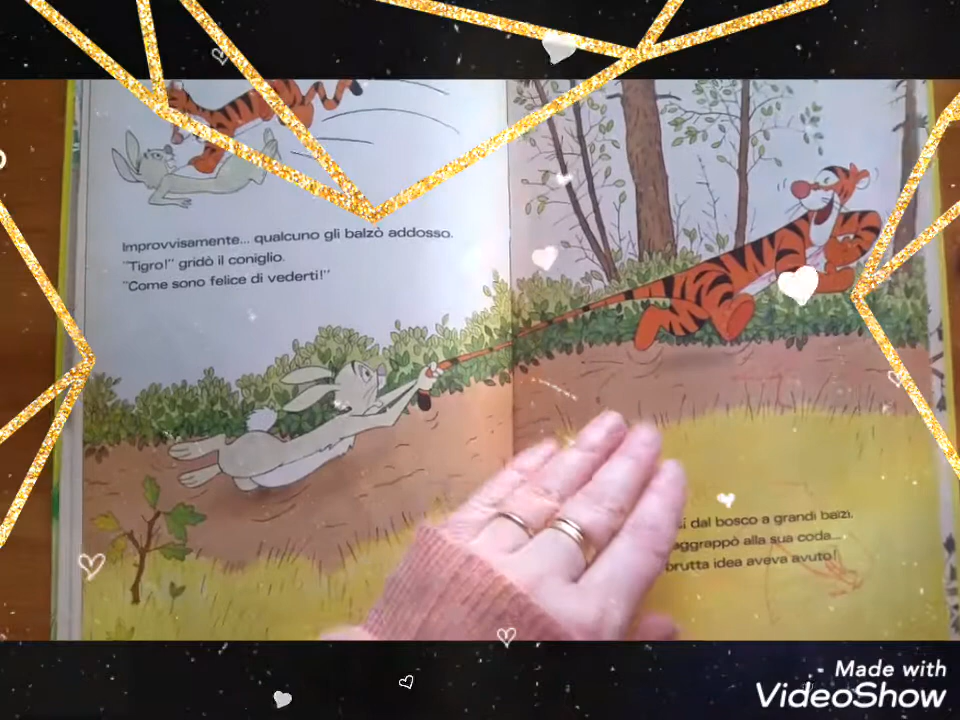 Improvvisamente... qualcuno gli balzò addosso.
"Tigro!" gridò il coniglio.
"Come sono felice di vederti!"
si dal bosco a grandi balzi.
aggrappò alla sua coda...
brutta idea aveva avuto!
Made with
VideoShow